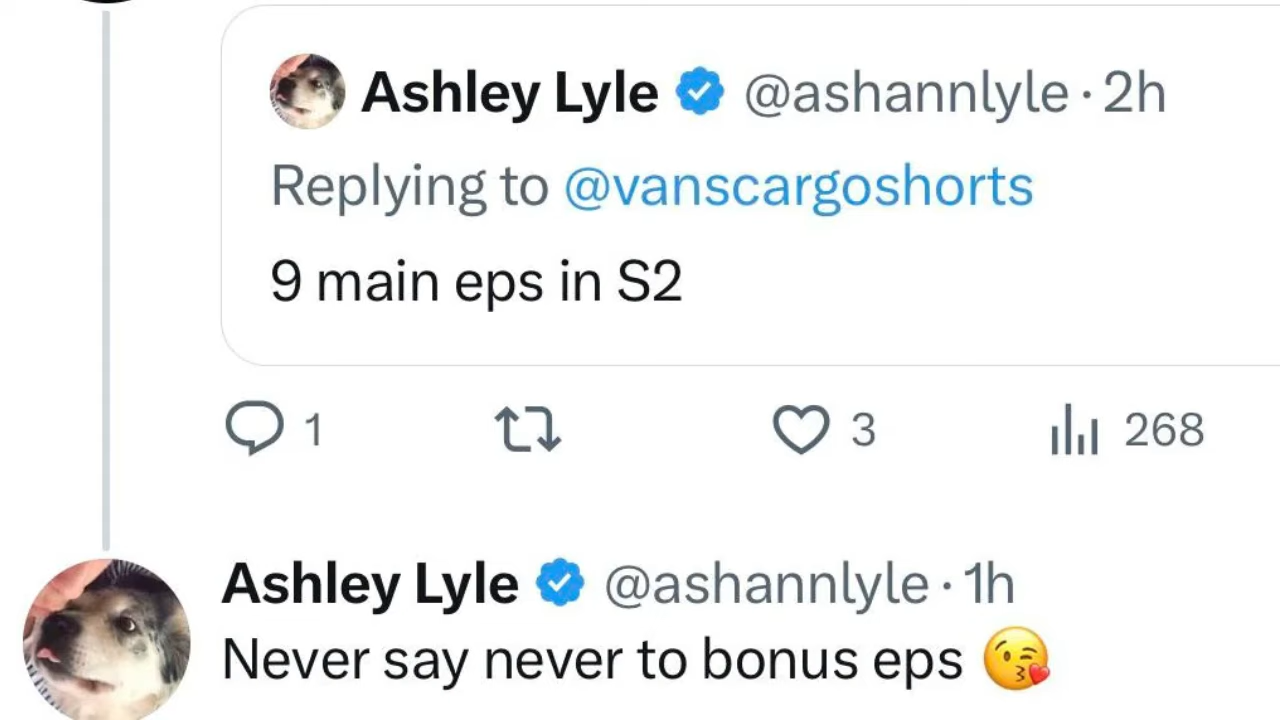 Ashley Lyle @ashannlyle · 2h
Replying to @vanscargoshorts
9 main eps in S2
1 3 268
Ashley Lyle @ashannlyle · 1h
Never say never to bonus eps 😘